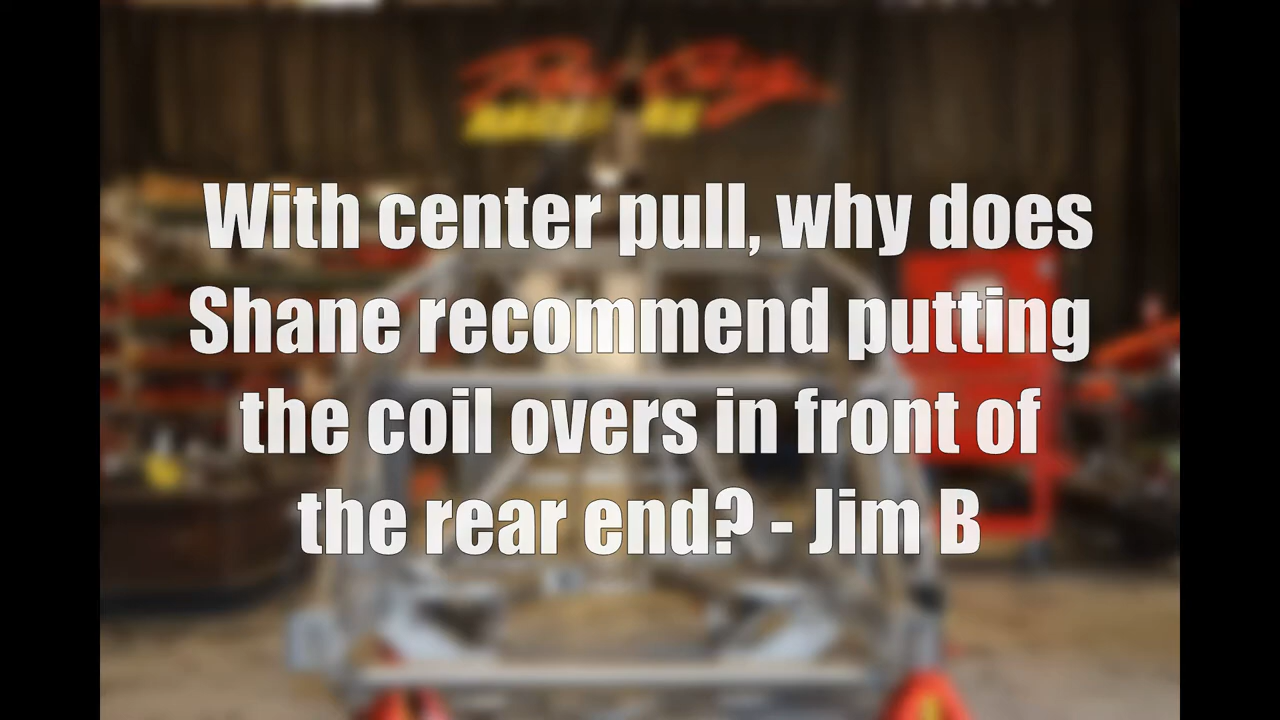 With center pull, why does
Shane recommend putting
the coil overs in front of
the rear end? - Jim B